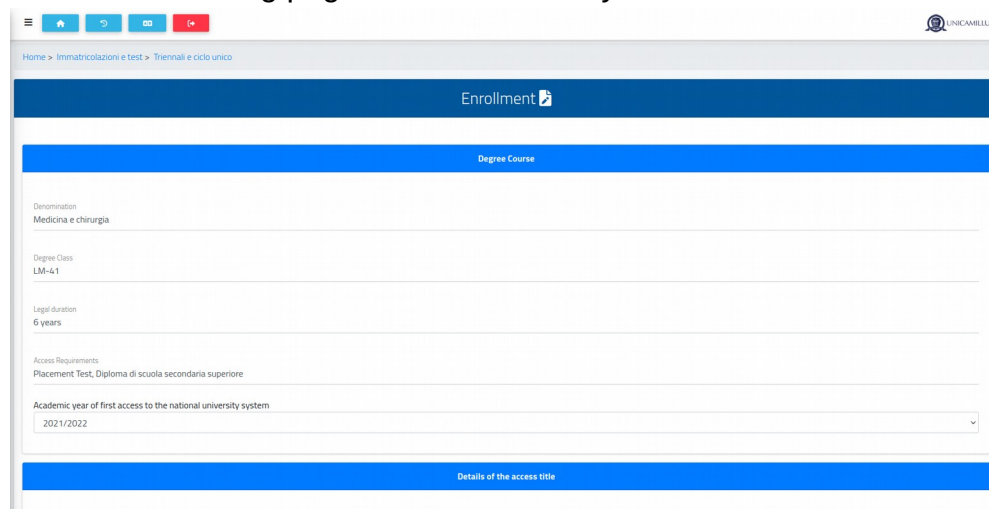 UNICAMILLU
Home > Immatricolazioni e test > Triennali e ciclo unico
Enrollment
Degree Course
Denomination
Medicina e chirurgia
Degree Class
LM-41
Legal duration
6 years
Access Requirements
Placement Test, Diploma di scuola secondaria superiore
Academic year of first access to the national university system
2021/2022
Details of the access title